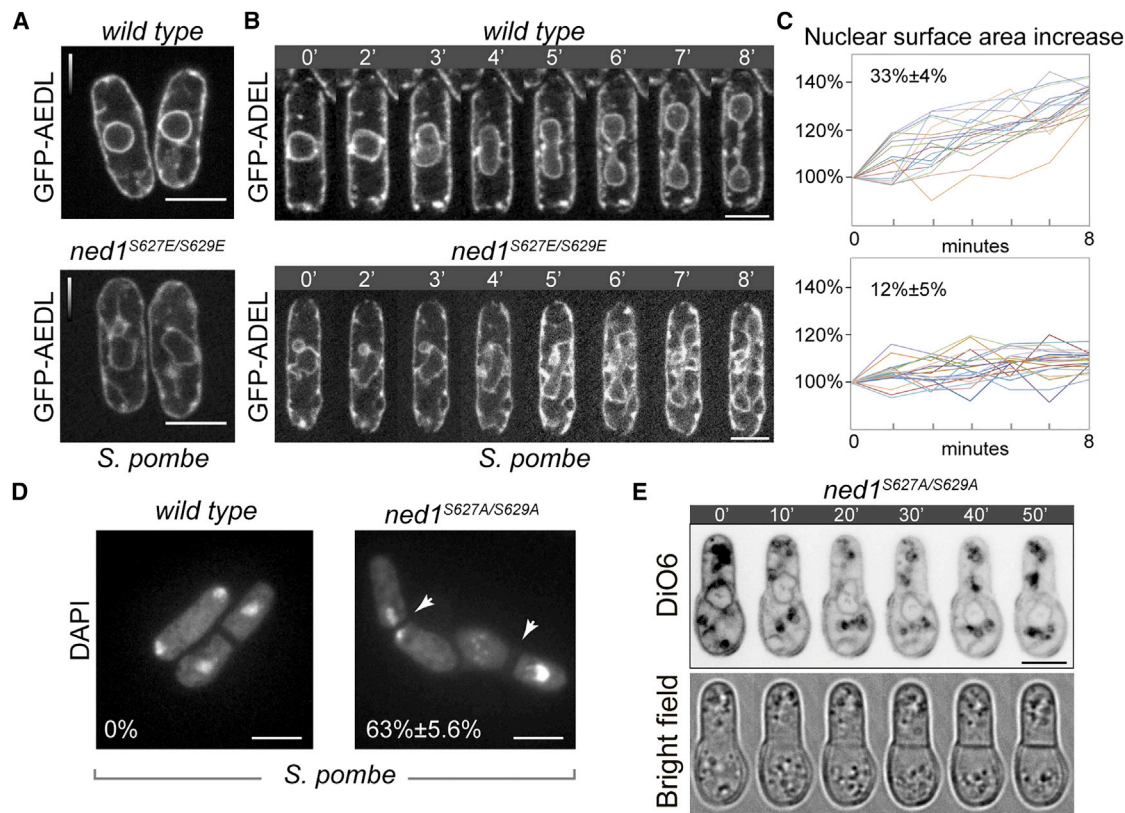 A
wild type
GFP-AEDL
ned1S627E/S629E
GFP-AEDL
S. pombe
B
wild type
0' 2' 3' 4' 5' 6' 7' 8'
GFP-ADEL
ned1S627E/S629E
0' 2' 3' 4' 5' 6' 7' 8'
GFP-ADEL
S. pombe
C
Nuclear surface area increase
140%
33%±4%
120%
100%
0 minutes 8
140%
12%±5%
120%
100%
0 minutes 8
D
wild type
ned1S627A/S629A
DAPI
0%
63%±5.6%
S. pombe
E
ned1S627A/S629A
0' 10' 20' 30' 40' 50'
DiO6
Bright field